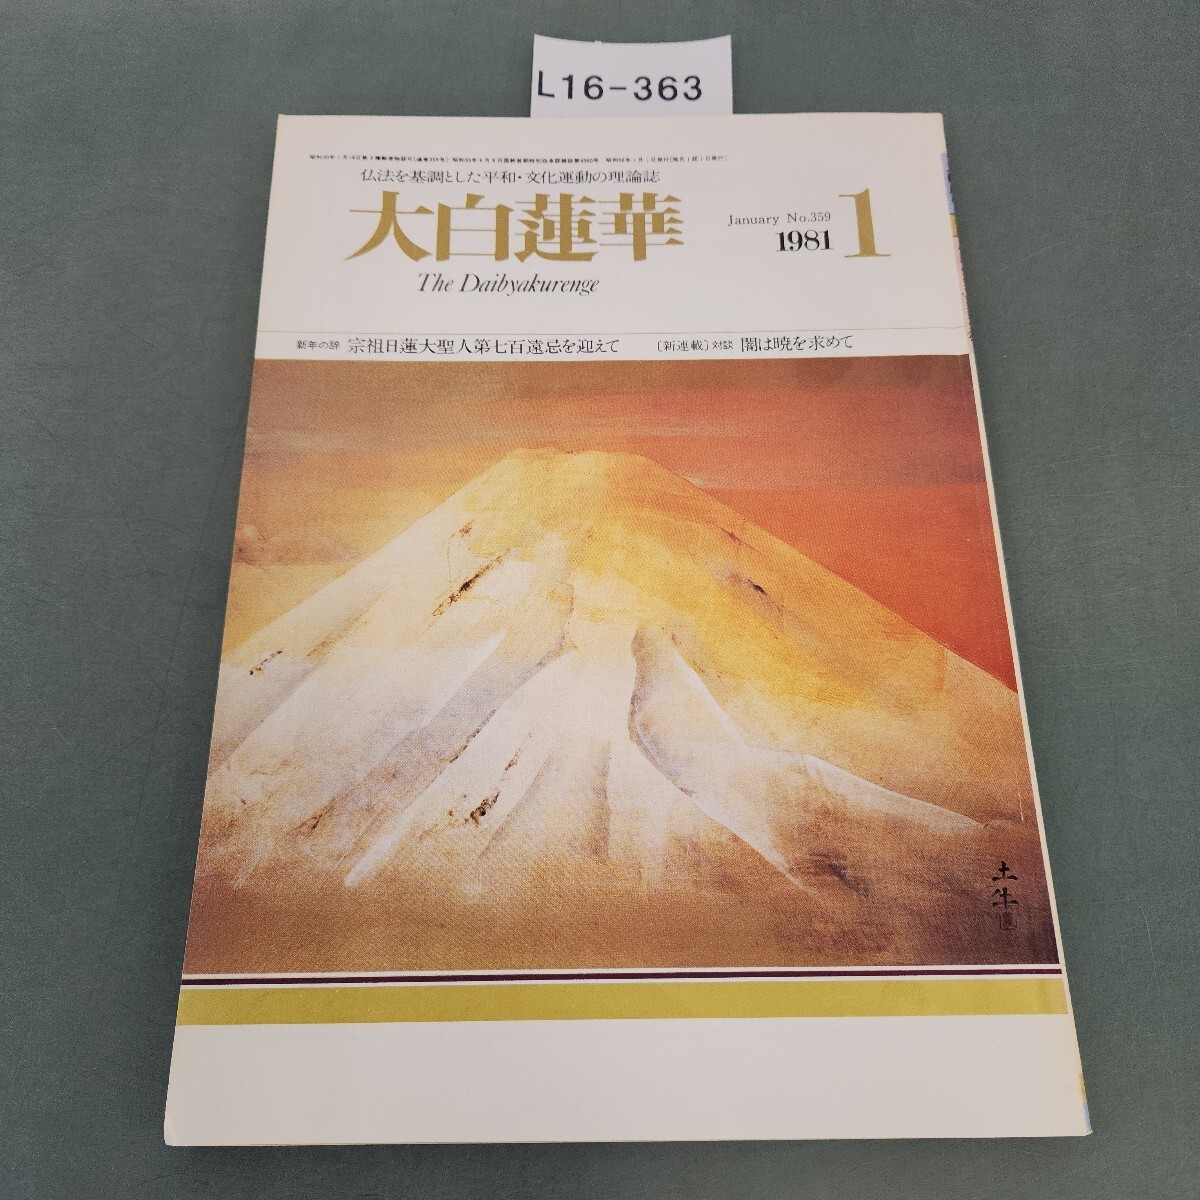 L16-363
仏法を基調とした平和・文化運動の理論誌
大白蓮華
January No.359
1981
1
The Daibyakurenge
新年の辞 宗祖日蓮大聖人第七百遠忌を迎えて 〔新連載〕対談 闇は暁を求めて
土牛